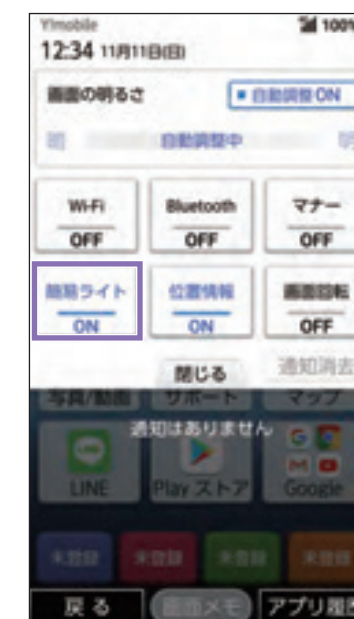 Y!mobile 100%
12:34 11月11日(日)
画面の明るさ ■自動調整ON
自動調整中
Wi-Fi Bluetooth マナー
OFF OFF OFF
簡易ライト 位置情報 画面回転
ON ON OFF
閉じる 通知消去
写真/動画 サポート マップ
通知はありません
LINE Play ストア Google
未登録 未登録 未登録 未登録
戻る 画面メモ アプリ履歴